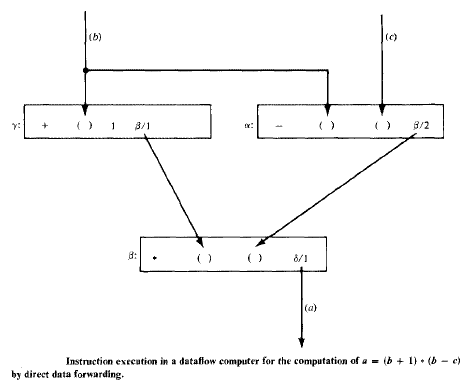 (b)
(c)
γ: + ( ) 1 β/1
α: − ( ) ( ) β/2
β: * ( ) ( ) δ/1
(a)
Instruction execution in a dataflow computer for the computation of a = (b + 1) * (b − c)
by direct data forwarding.